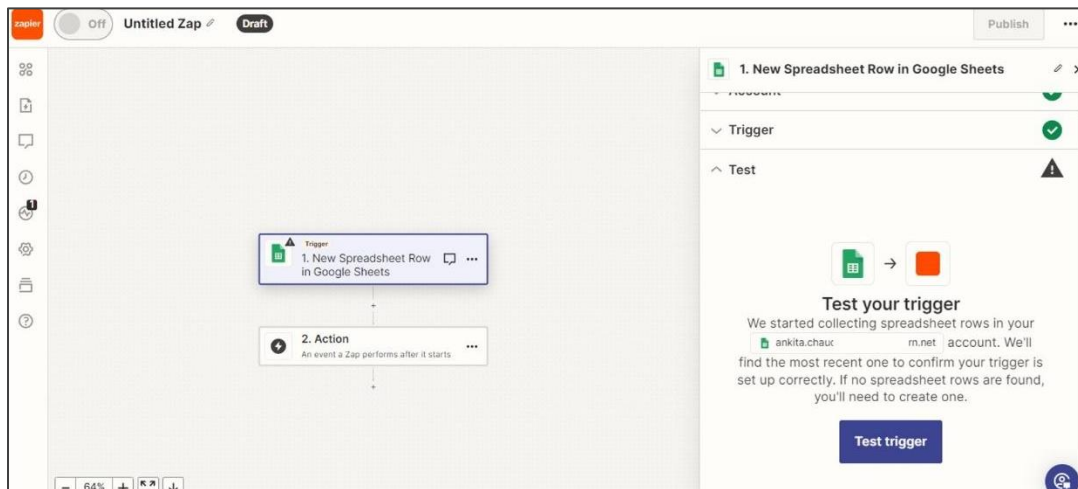 zapier
Off
Untitled Zap
Draft
Publish
1. New Spreadsheet Row in Google Sheets
Account
Trigger
Test
1
Trigger
1. New Spreadsheet Row
in Google Sheets
2. Action
An event a Zap performs after it starts
Test your trigger
We started collecting spreadsheet rows in your
ankita.chau rn.net account. We'll
find the most recent one to confirm your trigger is
set up correctly. If no spreadsheet rows are found,
you'll need to create one.
Test trigger
64%